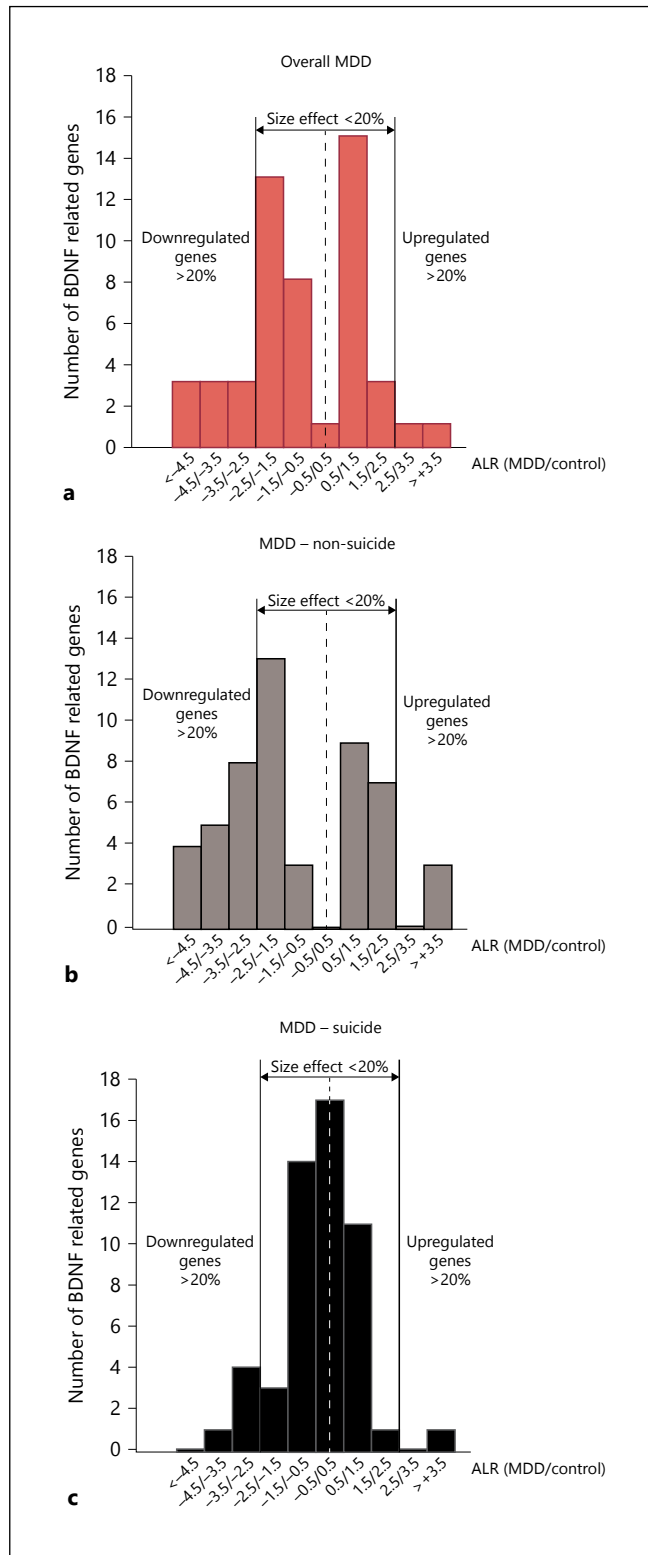 Overall MDD
18
16
14
12
10
8
6
4
2
0
Number of BDNF related genes
Size effect <20%
Downregulated
genes
>20%
Upregulated
genes
>20%
<–4.5
–4.5/–3.5
–3.5/–2.5
–2.5/–1.5
–1.5/–0.5
–0.5/0.5
0.5/1.5
1.5/2.5
2.5/3.5
> +3.5
ALR (MDD/control)
a
MDD – non-suicide
18
16
14
12
10
8
6
4
2
0
Number of BDNF related genes
Size effect <20%
Downregulated
genes
>20%
Upregulated
genes
>20%
<–4.5
–4.5/–3.5
–3.5/–2.5
–2.5/–1.5
–1.5/–0.5
–0.5/0.5
0.5/1.5
1.5/2.5
2.5/3.5
> +3.5
ALR (MDD/control)
b
MDD – suicide
18
16
14
12
10
8
6
4
2
0
Number of BDNF related genes
Size effect <20%
Downregulated
genes
>20%
Upregulated
genes
>20%
<–4.5
–4.5/–3.5
–3.5/–2.5
–2.5/–1.5
–1.5/–0.5
–0.5/0.5
0.5/1.5
1.5/2.5
2.5/3.5
> +3.5
ALR (MDD/control)
c